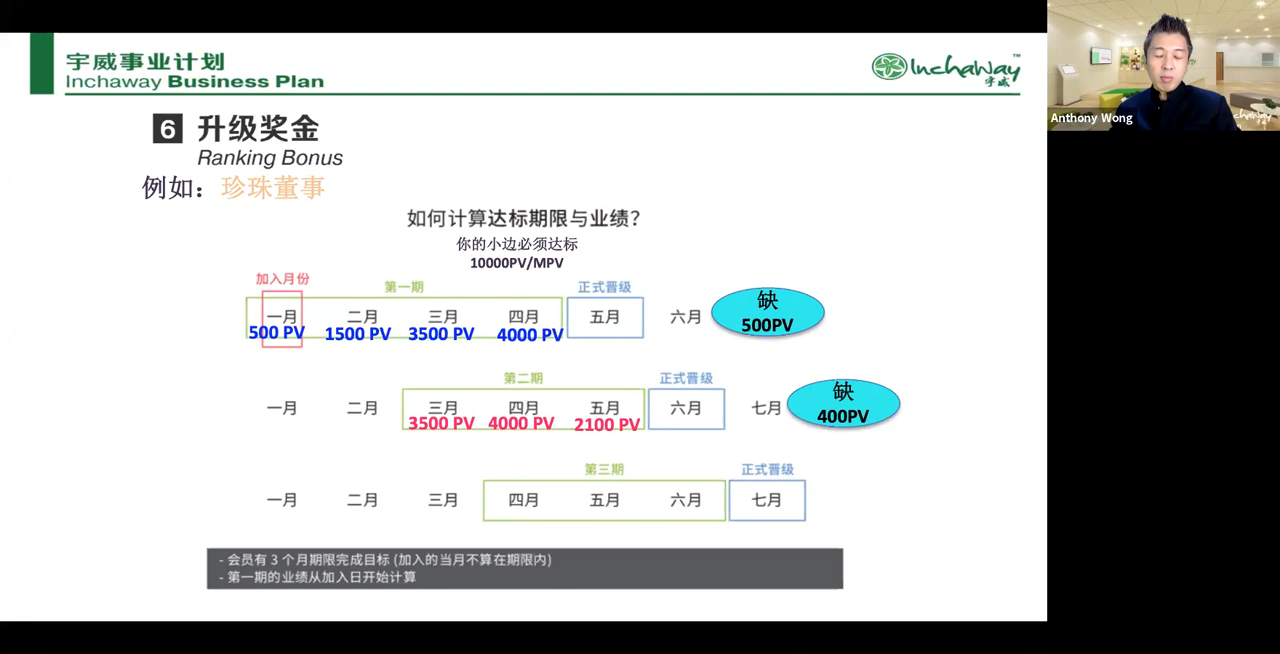 宇威事业计划
Inchaway Business Plan
Inchaway™
宇威
Anthony Wong
6 升级奖金
Ranking Bonus
例如：珍珠董事
如何计算达标期限与业绩？
你的小边必须达标
10000PV/MPV
加入月份
第一期
正式晋级
一月 二月 三月 四月 五月 六月
500 PV 1500 PV 3500 PV 4000 PV
缺
500PV
第二期
正式晋级
一月 二月 三月 四月 五月 六月 七月
3500 PV 4000 PV 2100 PV
缺
400PV
第三期
正式晋级
一月 二月 三月 四月 五月 六月 七月
- 会员有 3 个月期限完成目标 (加入的当月不算在期限内)
- 第一期的业绩从加入日开始计算